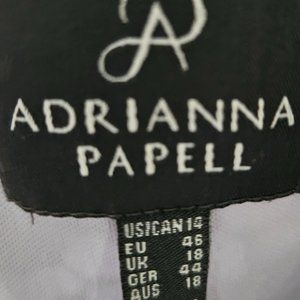 AP
ADRIANNA
PAPELL
US/CAN 14
EU 46
UK 18
GER 44
AUS 18